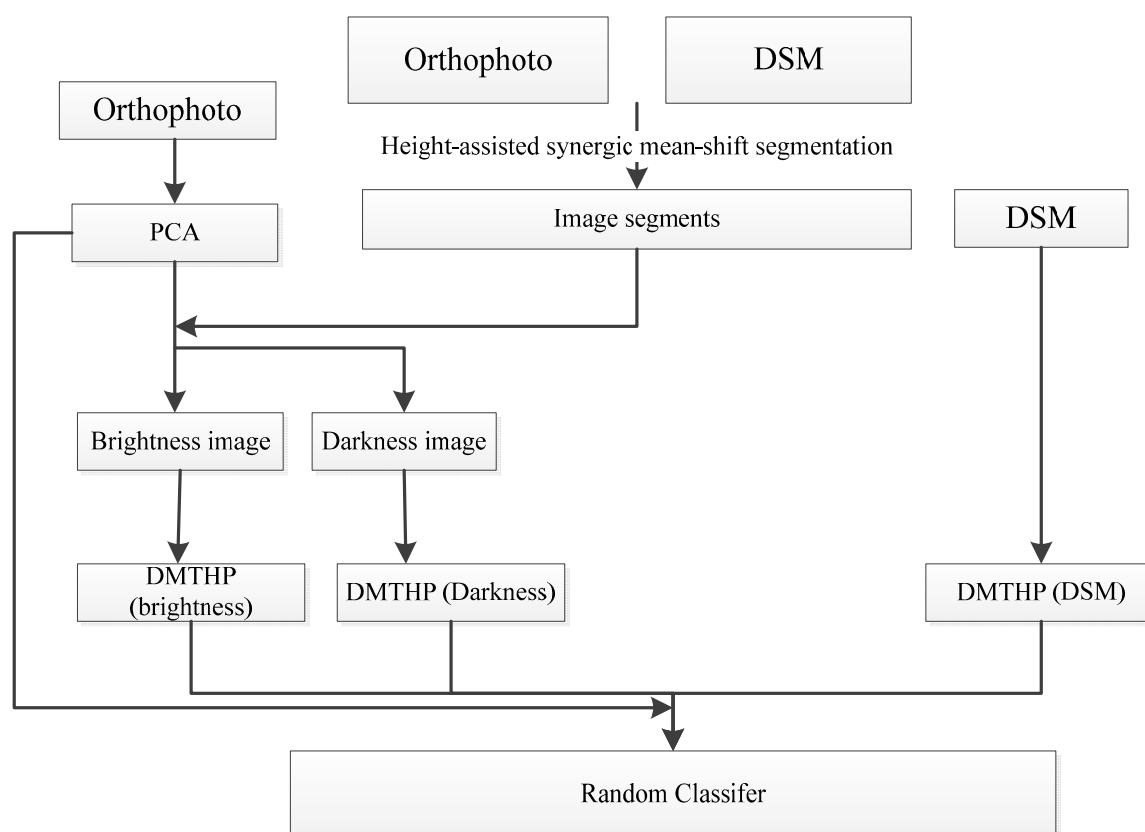 Orthophoto
DSM
Orthophoto
Height-assisted synergic mean-shift segmentation
PCA
Image segments
DSM
Brightness image
Darkness image
DMTHP
(brightness)
DMTHP (Darkness)
DMTHP (DSM)
Random Classifer